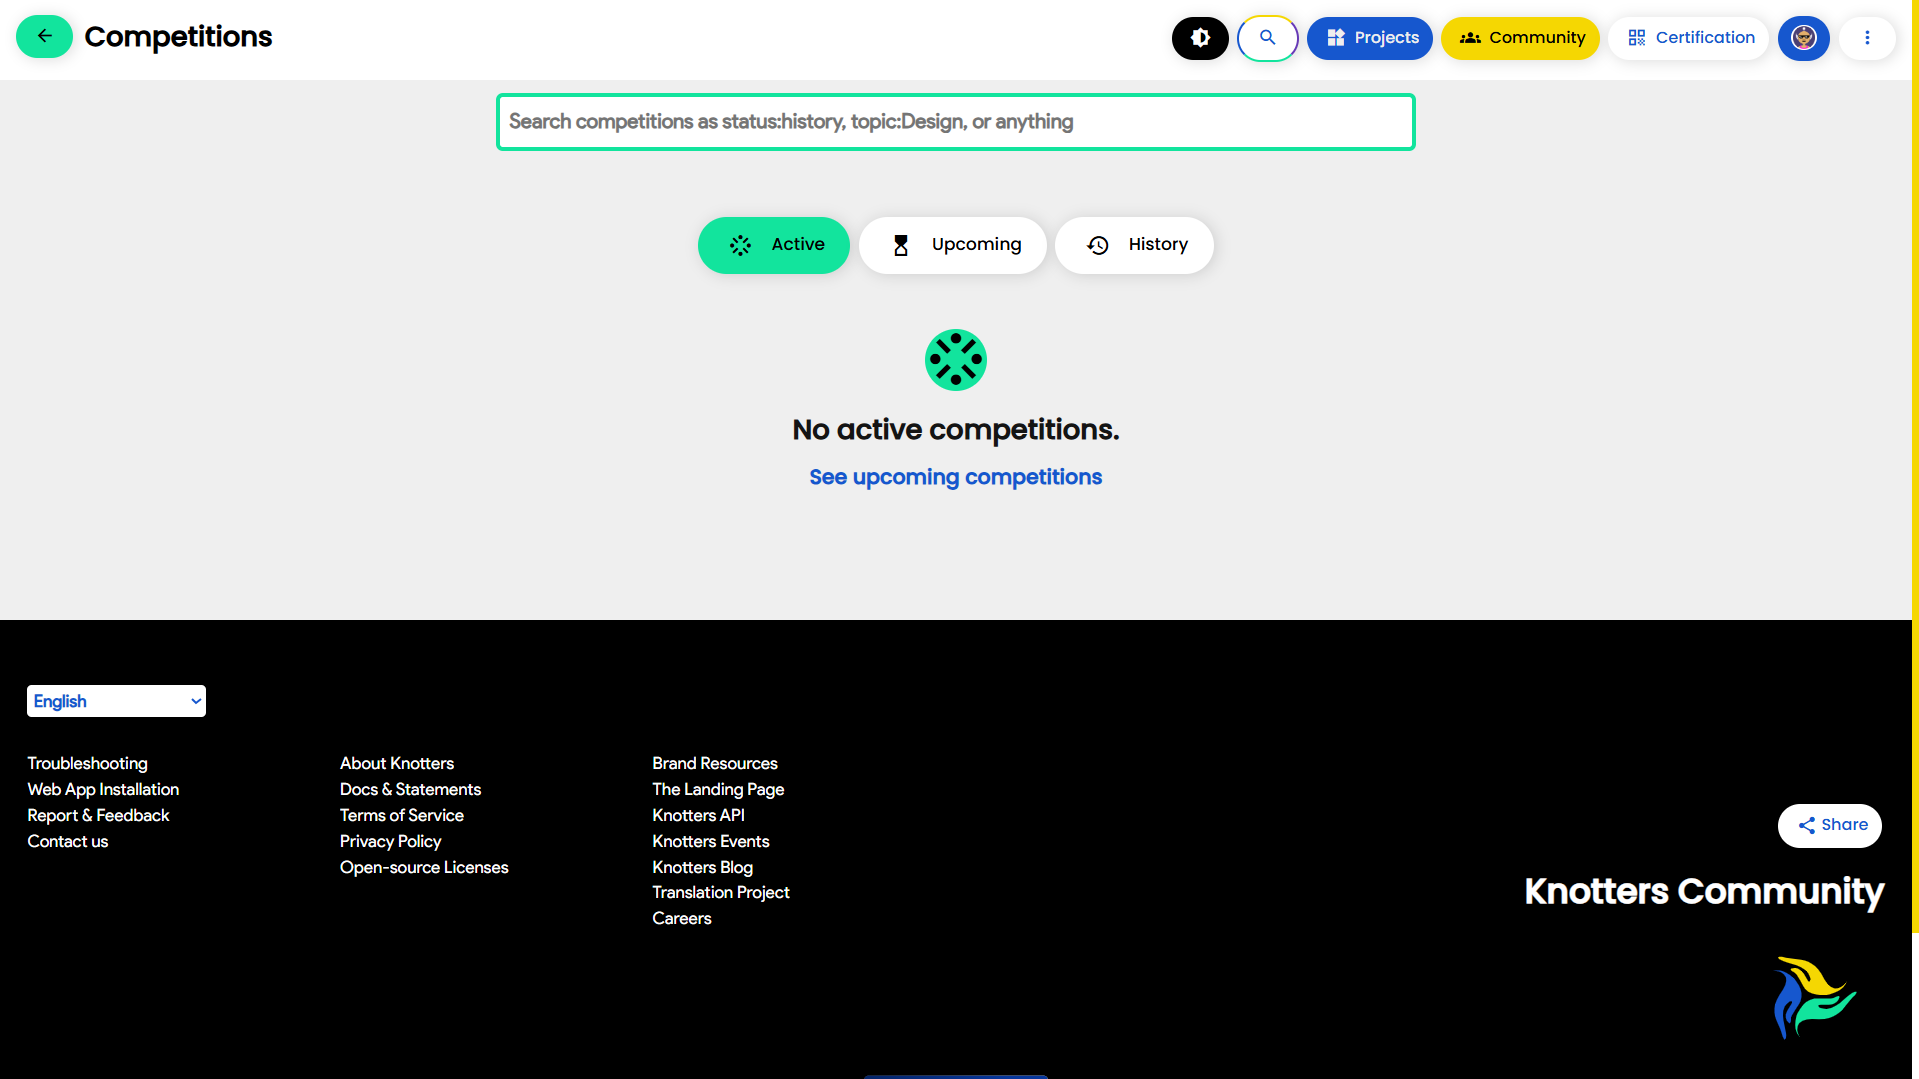 Competitions
Projects
Community
Certification
Search competitions as status:history, topic:Design, or anything
Active
Upcoming
History
No active competitions.
See upcoming competitions
English
Troubleshooting
Web App Installation
Report & Feedback
Contact us
About Knotters
Docs & Statements
Terms of Service
Privacy Policy
Open-source Licenses
Brand Resources
The Landing Page
Knotters API
Knotters Events
Knotters Blog
Translation Project
Careers
Share
Knotters Community